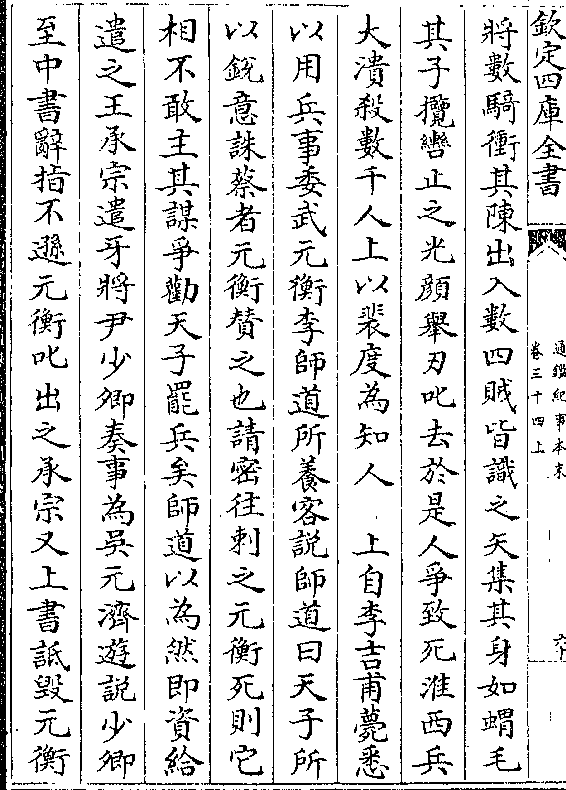 欽定四庫全書
通鑑紀事本末
卷三十四上
將數騎衝其陳出入數四賊皆識之矢集其身如蝟毛
其子攬轡止之光顔舉刃叱去於是人爭致死淮西兵
大潰殺數千人上以裴度為知人　上自李吉甫薨悉
以用兵事委武元衡李師道所養客說師道曰天子所
以銳意誅蔡者元衡賛之也請密往刺之元衡死則它
相不敢主其謀爭勸天子罷兵矣師道以為然即資給
遣之王承宗遣牙將尹少卿奏事為吳元濟遊說少卿
至中書辭指不遜元衡叱出之承宗又上書詆毀元衡